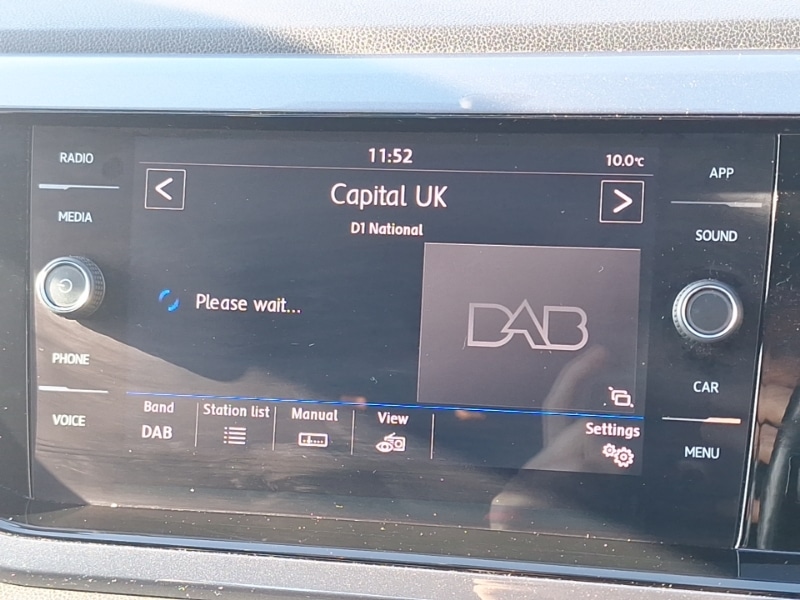 RADIO
MEDIA
PHONE
VOICE
11:52
10.0°C
<
Capital UK
>
D1 National
Please wait...
DAB
Band
DAB
Station list
Manual
View
Settings
APP
SOUND
CAR
MENU